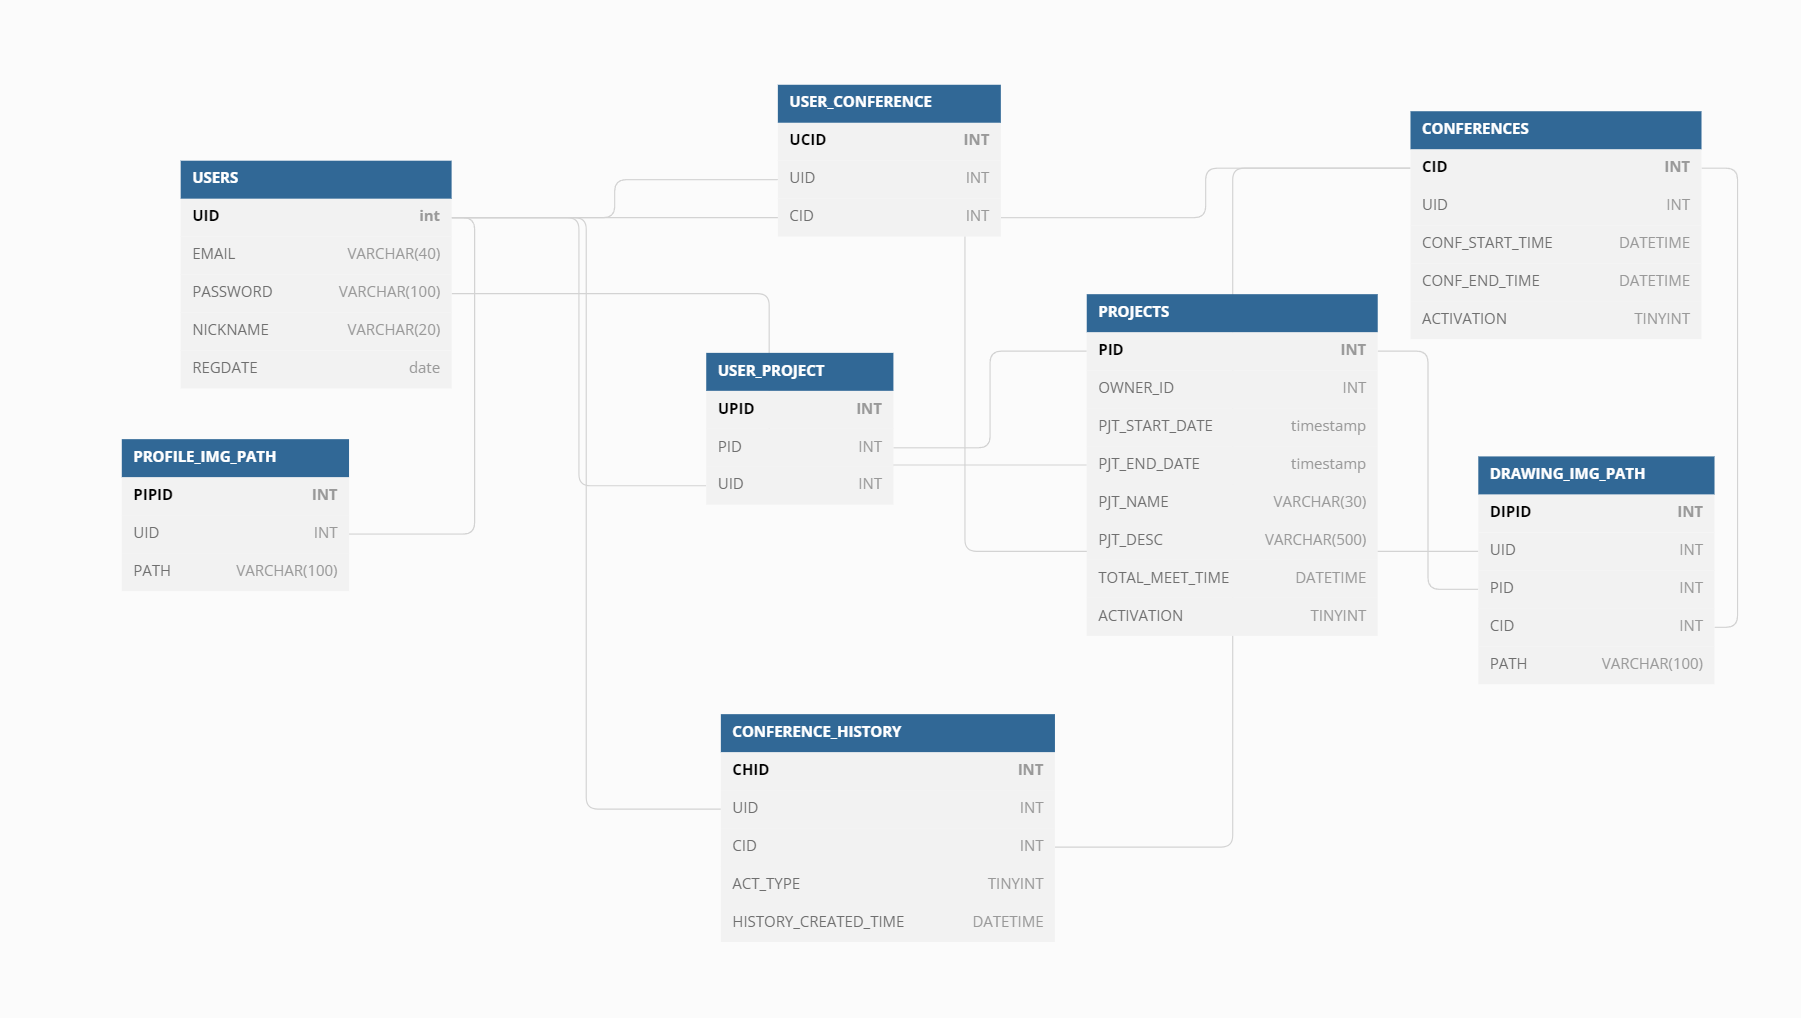 USER_CONFERENCE
UCID INT
UID INT
CID INT
CONFERENCES
CID INT
UID INT
CONF_START_TIME DATETIME
CONF_END_TIME DATETIME
ACTIVATION TINYINT
USERS
UID int
EMAIL VARCHAR(40)
PASSWORD VARCHAR(100)
NICKNAME VARCHAR(20)
REGDATE date
PROJECTS
PID INT
OWNER_ID INT
PJT_START_DATE timestamp
PJT_END_DATE timestamp
PJT_NAME VARCHAR(30)
PJT_DESC VARCHAR(500)
TOTAL_MEET_TIME DATETIME
ACTIVATION TINYINT
USER_PROJECT
UPID INT
PID INT
UID INT
PROFILE_IMG_PATH
PIPID INT
UID INT
PATH VARCHAR(100)
DRAWING_IMG_PATH
DIPID INT
UID INT
PID INT
CID INT
PATH VARCHAR(100)
CONFERENCE_HISTORY
CHID INT
UID INT
CID INT
ACT_TYPE TINYINT
HISTORY_CREATED_TIME DATETIME